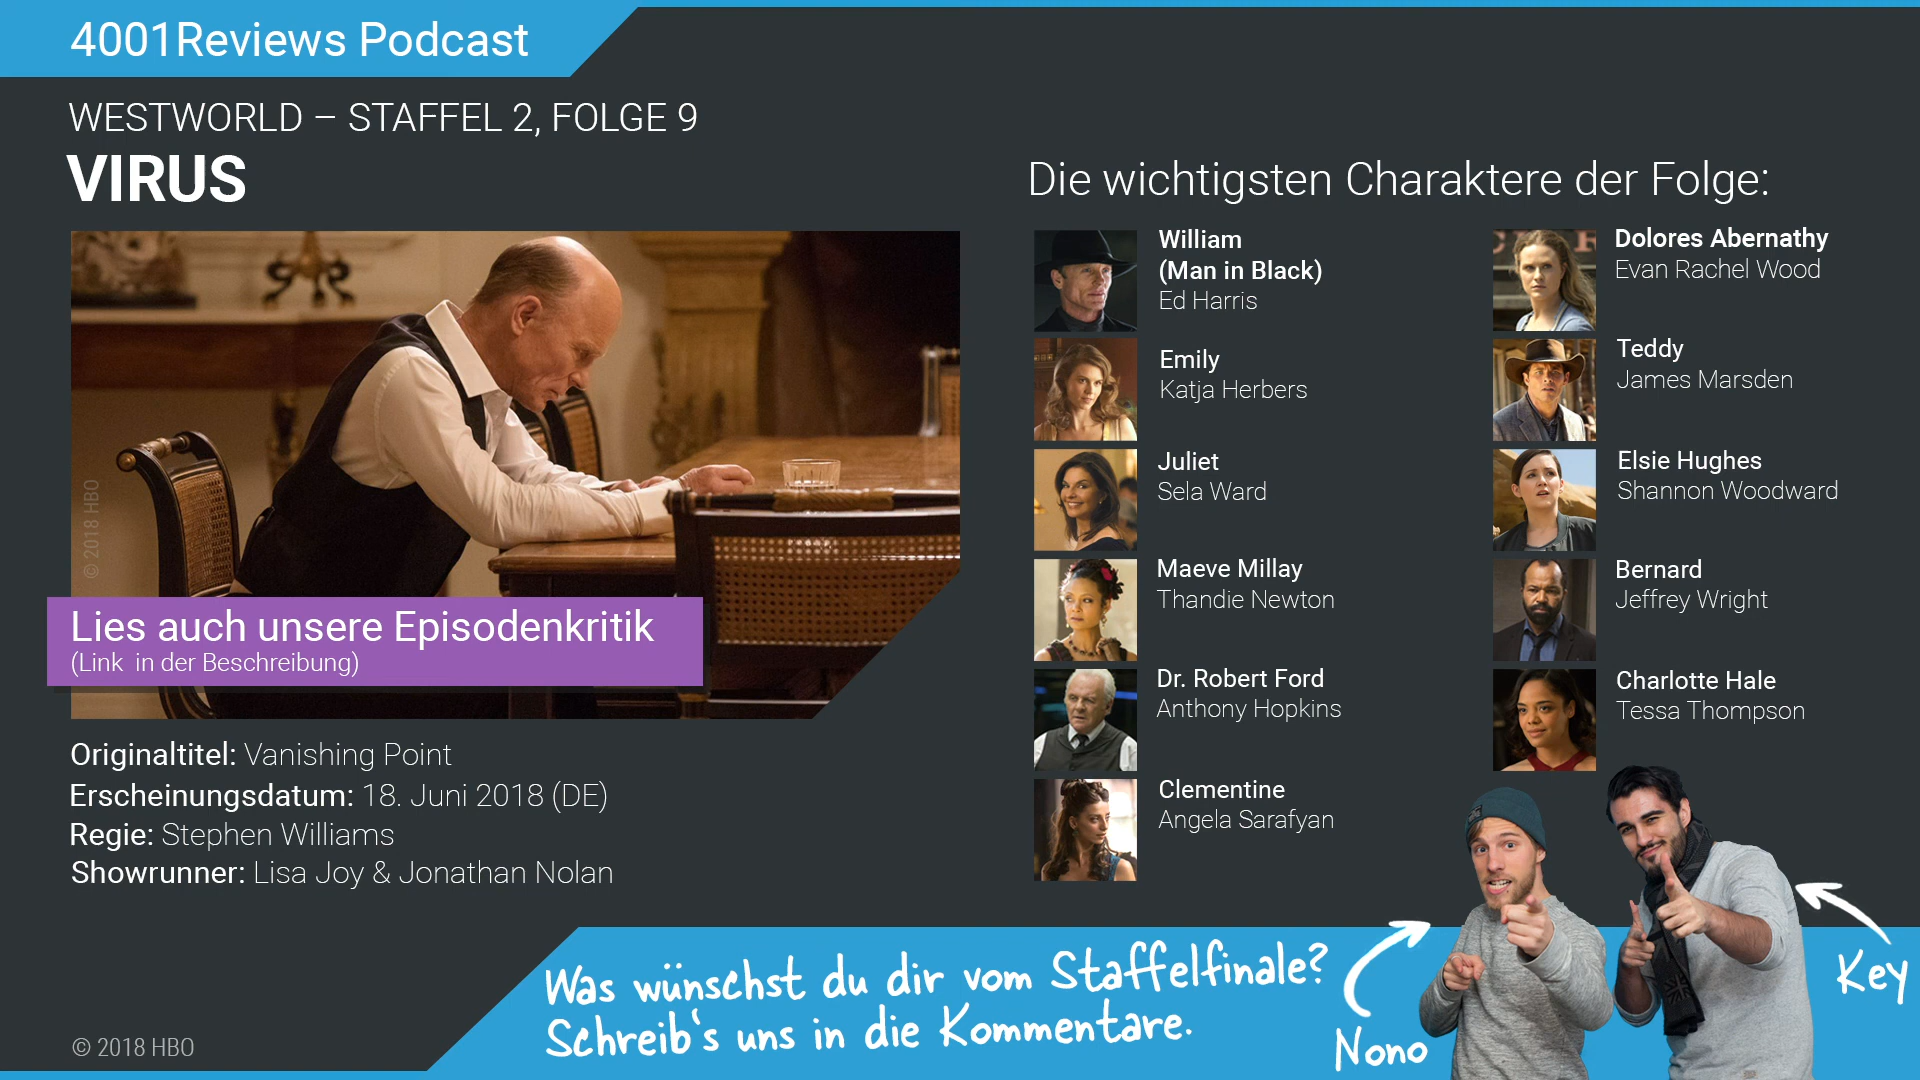 4001Reviews Podcast
WESTWORLD – STAFFEL 2, FOLGE 9
VIRUS
© 2018 HBO
Lies auch unsere Episodenkritik
(Link in der Beschreibung)
Originaltitel: Vanishing Point
Erscheinungsdatum: 18. Juni 2018 (DE)
Regie: Stephen Williams
Showrunner: Lisa Joy & Jonathan Nolan
Die wichtigsten Charaktere der Folge:
William
(Man in Black)
Ed Harris
Emily
Katja Herbers
Juliet
Sela Ward
Maeve Millay
Thandie Newton
Dr. Robert Ford
Anthony Hopkins
Clementine
Angela Sarafyan
Dolores Abernathy
Evan Rachel Wood
Teddy
James Marsden
Elsie Hughes
Shannon Woodward
Bernard
Jeffrey Wright
Charlotte Hale
Tessa Thompson
Was wünschst du dir vom Staffelfinale?
Schreib's uns in die Kommentare.
Nono
Key
© 2018 HBO